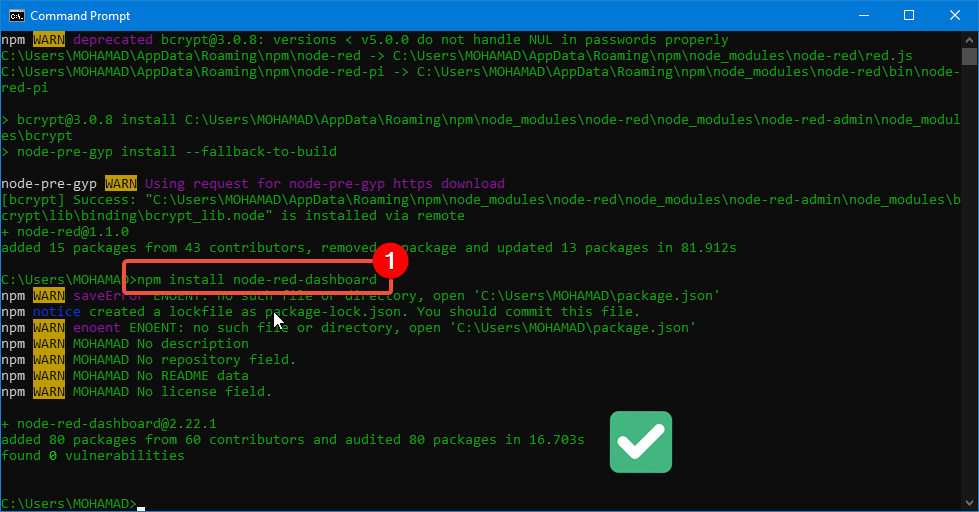 Command Prompt
npm WARN deprecated bcrypt@3.0.8: versions < v5.0.0 do not handle NUL in passwords properly
C:\Users\MOHAMAD\AppData\Roaming\npm\node-red -> C:\Users\MOHAMAD\AppData\Roaming\npm\node_modules\node-red\red.js
C:\Users\MOHAMAD\AppData\Roaming\npm\node-red-pi -> C:\Users\MOHAMAD\AppData\Roaming\npm\node_modules\node-red\bin\node-
red-pi
> bcrypt@3.0.8 install C:\Users\MOHAMAD\AppData\Roaming\npm\node_modules\node-red\node_modules\node-red-admin\node_modul
es\bcrypt
> node-pre-gyp install --fallback-to-build
node-pre-gyp WARN Using request for node-pre-gyp https download
[bcrypt] Success: "C:\Users\MOHAMAD\AppData\Roaming\npm\node_modules\node-red\node_modules\node-red-admin\node_modules\b
crypt\lib\binding\bcrypt_lib.node" is installed via remote
+ node-red@1.1.0
added 15 packages from 43 contributors, removed package and updated 13 packages in 81.912s
1
C:\Users\MOHAMAD>npm install node-red-dashboard
npm WARN saveError ENOENT: no such file or directory, open 'C:\Users\MOHAMAD\package.json'
npm notice created a lockfile as package-lock.json. You should commit this file.
npm WARN enoent ENOENT: no such file or directory, open 'C:\Users\MOHAMAD\package.json'
npm WARN MOHAMAD No description
npm WARN MOHAMAD No repository field.
npm WARN MOHAMAD No README data
npm WARN MOHAMAD No license field.
+ node-red-dashboard@2.22.1
added 80 packages from 60 contributors and audited 80 packages in 16.703s
found 0 vulnerabilities
C:\Users\MOHAMAD>